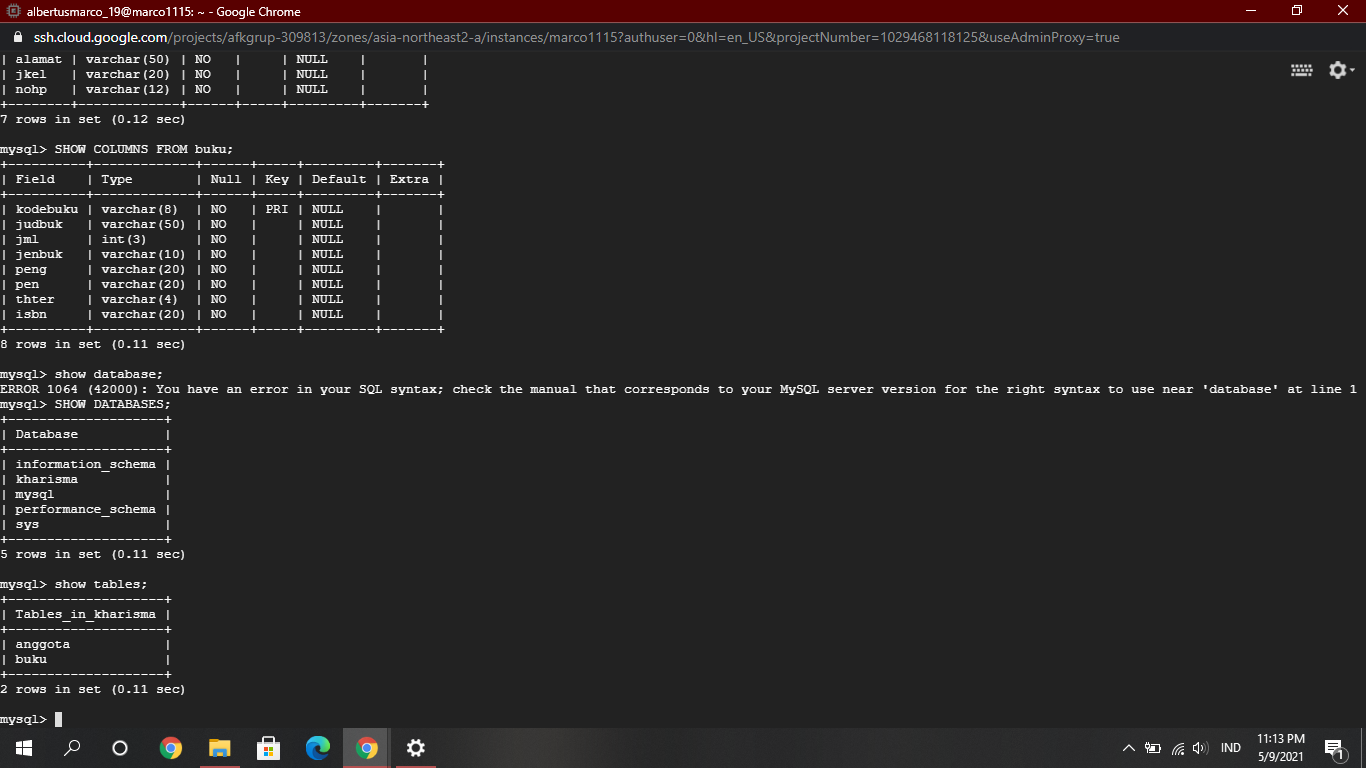 albertusmarco_19@marco1115: ~ - Google Chrome
ssh.cloud.google.com/projects/afkgrup-309813/zones/asia-northeast2-a/instances/marco1115?authuser=0&hl=en_US&projectNumber=1029468118125&useAdminProxy=true
| alamat | varchar(50) | NO   |     | NULL    |       |
| jkel   | varchar(20) | NO   |     | NULL    |       |
| nohp   | varchar(12) | NO   |     | NULL    |       |
+--------+-------------+------+-----+---------+-------+
7 rows in set (0.12 sec)
mysql> SHOW COLUMNS FROM buku;
+----------+-------------+------+-----+---------+-------+
| Field    | Type        | Null | Key | Default | Extra |
+----------+-------------+------+-----+---------+-------+
| kodebuku | varchar(8)  | NO   | PRI | NULL    |       |
| judbuk   | varchar(50) | NO   |     | NULL    |       |
| jml      | int(3)      | NO   |     | NULL    |       |
| jenbuk   | varchar(10) | NO   |     | NULL    |       |
| peng     | varchar(20) | NO   |     | NULL    |       |
| pen      | varchar(20) | NO   |     | NULL    |       |
| thter    | varchar(4)  | NO   |     | NULL    |       |
| isbn     | varchar(20) | NO   |     | NULL    |       |
+----------+-------------+------+-----+---------+-------+
8 rows in set (0.11 sec)
mysql> show database;
ERROR 1064 (42000): You have an error in your SQL syntax; check the manual that corresponds to your MySQL server version for the right syntax to use near 'database' at line 1
mysql> SHOW DATABASES;
+--------------------+
| Database           |
+--------------------+
| information_schema |
| kharisma           |
| mysql              |
| performance_schema |
| sys                |
+--------------------+
5 rows in set (0.11 sec)
mysql> show tables;
+--------------------+
| Tables_in_kharisma |
+--------------------+
| anggota            |
| buku               |
+--------------------+
2 rows in set (0.11 sec)
mysql>
IND
11:13 PM
5/9/2021
1